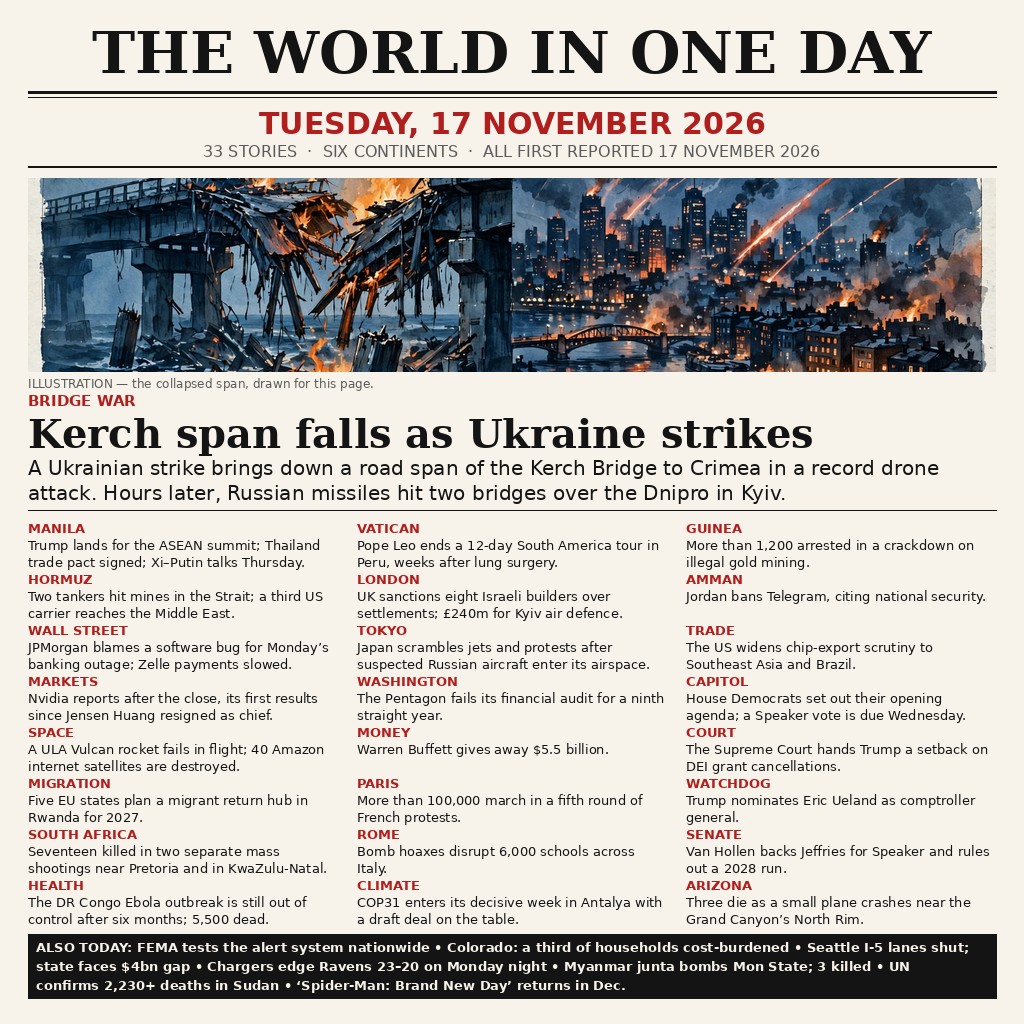 THE WORLD IN ONE DAY
TUESDAY, 17 NOVEMBER 2026
33 STORIES · SIX CONTINENTS · ALL FIRST REPORTED 17 NOVEMBER 2026
ILLUSTRATION — the collapsed span, drawn for this page.
BRIDGE WAR
Kerch span falls as Ukraine strikes
A Ukrainian strike brings down a road span of the Kerch Bridge to Crimea in a record drone
attack. Hours later, Russian missiles hit two bridges over the Dnipro in Kyiv.
MANILA
Trump lands for the ASEAN summit; Thailand
trade pact signed; Xi–Putin talks Thursday.
HORMUZ
Two tankers hit mines in the Strait; a third US
carrier reaches the Middle East.
WALL STREET
JPMorgan blames a software bug for Monday’s
banking outage; Zelle payments slowed.
MARKETS
Nvidia reports after the close, its first results
since Jensen Huang resigned as chief.
SPACE
A ULA Vulcan rocket fails in flight; 40 Amazon
internet satellites are destroyed.
MIGRATION
Five EU states plan a migrant return hub in
Rwanda for 2027.
SOUTH AFRICA
Seventeen killed in two separate mass
shootings near Pretoria and in KwaZulu-Natal.
HEALTH
The DR Congo Ebola outbreak is still out of
control after six months; 5,500 dead.
VATICAN
Pope Leo ends a 12-day South America tour in
Peru, weeks after lung surgery.
LONDON
UK sanctions eight Israeli builders over
settlements; £240m for Kyiv air defence.
TOKYO
Japan scrambles jets and protests after
suspected Russian aircraft enter its airspace.
WASHINGTON
The Pentagon fails its financial audit for a ninth
straight year.
MONEY
Warren Buffett gives away $5.5 billion.
PARIS
More than 100,000 march in a fifth round of
French protests.
ROME
Bomb hoaxes disrupt 6,000 schools across
Italy.
CLIMATE
COP31 enters its decisive week in Antalya with
a draft deal on the table.
GUINEA
More than 1,200 arrested in a crackdown on
illegal gold mining.
AMMAN
Jordan bans Telegram, citing national security.
TRADE
The US widens chip-export scrutiny to
Southeast Asia and Brazil.
CAPITOL
House Democrats set out their opening
agenda; a Speaker vote is due Wednesday.
COURT
The Supreme Court hands Trump a setback on
DEI grant cancellations.
WATCHDOG
Trump nominates Eric Ueland as comptroller
general.
SENATE
Van Hollen backs Jeffries for Speaker and rules
out a 2028 run.
ARIZONA
Three die as a small plane crashes near the
Grand Canyon’s North Rim.
ALSO TODAY: FEMA tests the alert system nationwide • Colorado: a third of households cost-burdened • Seattle I-5 lanes shut;
state faces $4bn gap • Chargers edge Ravens 23–20 on Monday night • Myanmar junta bombs Mon State; 3 killed • UN
confirms 2,230+ deaths in Sudan • ‘Spider-Man: Brand New Day’ returns in Dec.